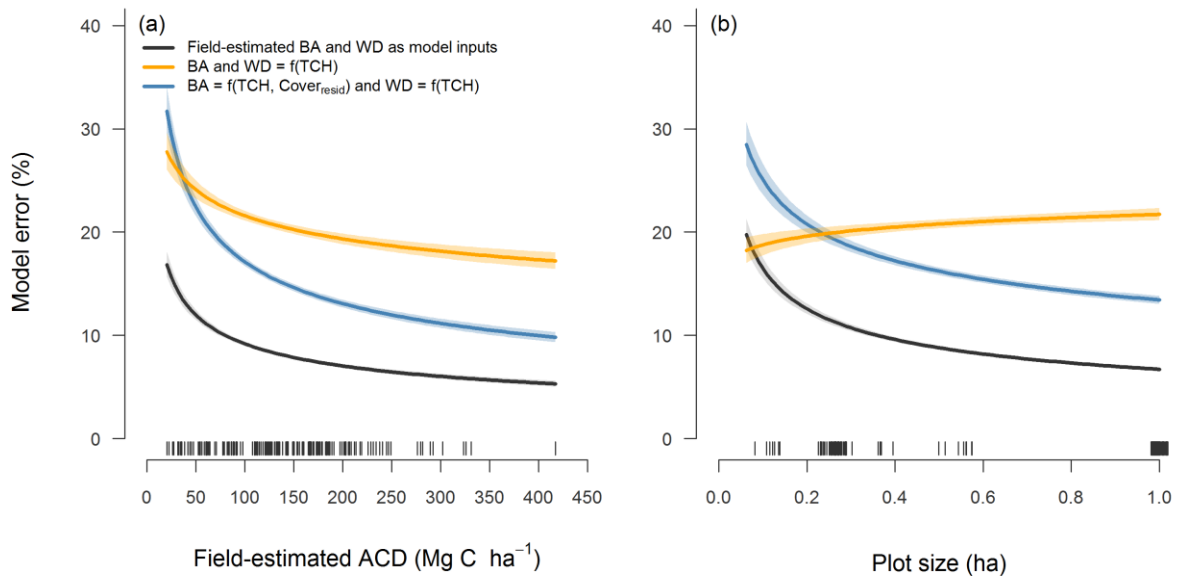 (a)
Field-estimated BA and WD as model inputs
BA and WD = f(TCH)
BA = f(TCH, Cover_resid) and WD = f(TCH)
40
30
20
10
0
Model error (%)
0 50 100 150 200 250 300 350 400 450
Field-estimated ACD (Mg C ha⁻¹)
(b)
40
30
20
10
0
0.0 0.2 0.4 0.6 0.8 1.0
Plot size (ha)